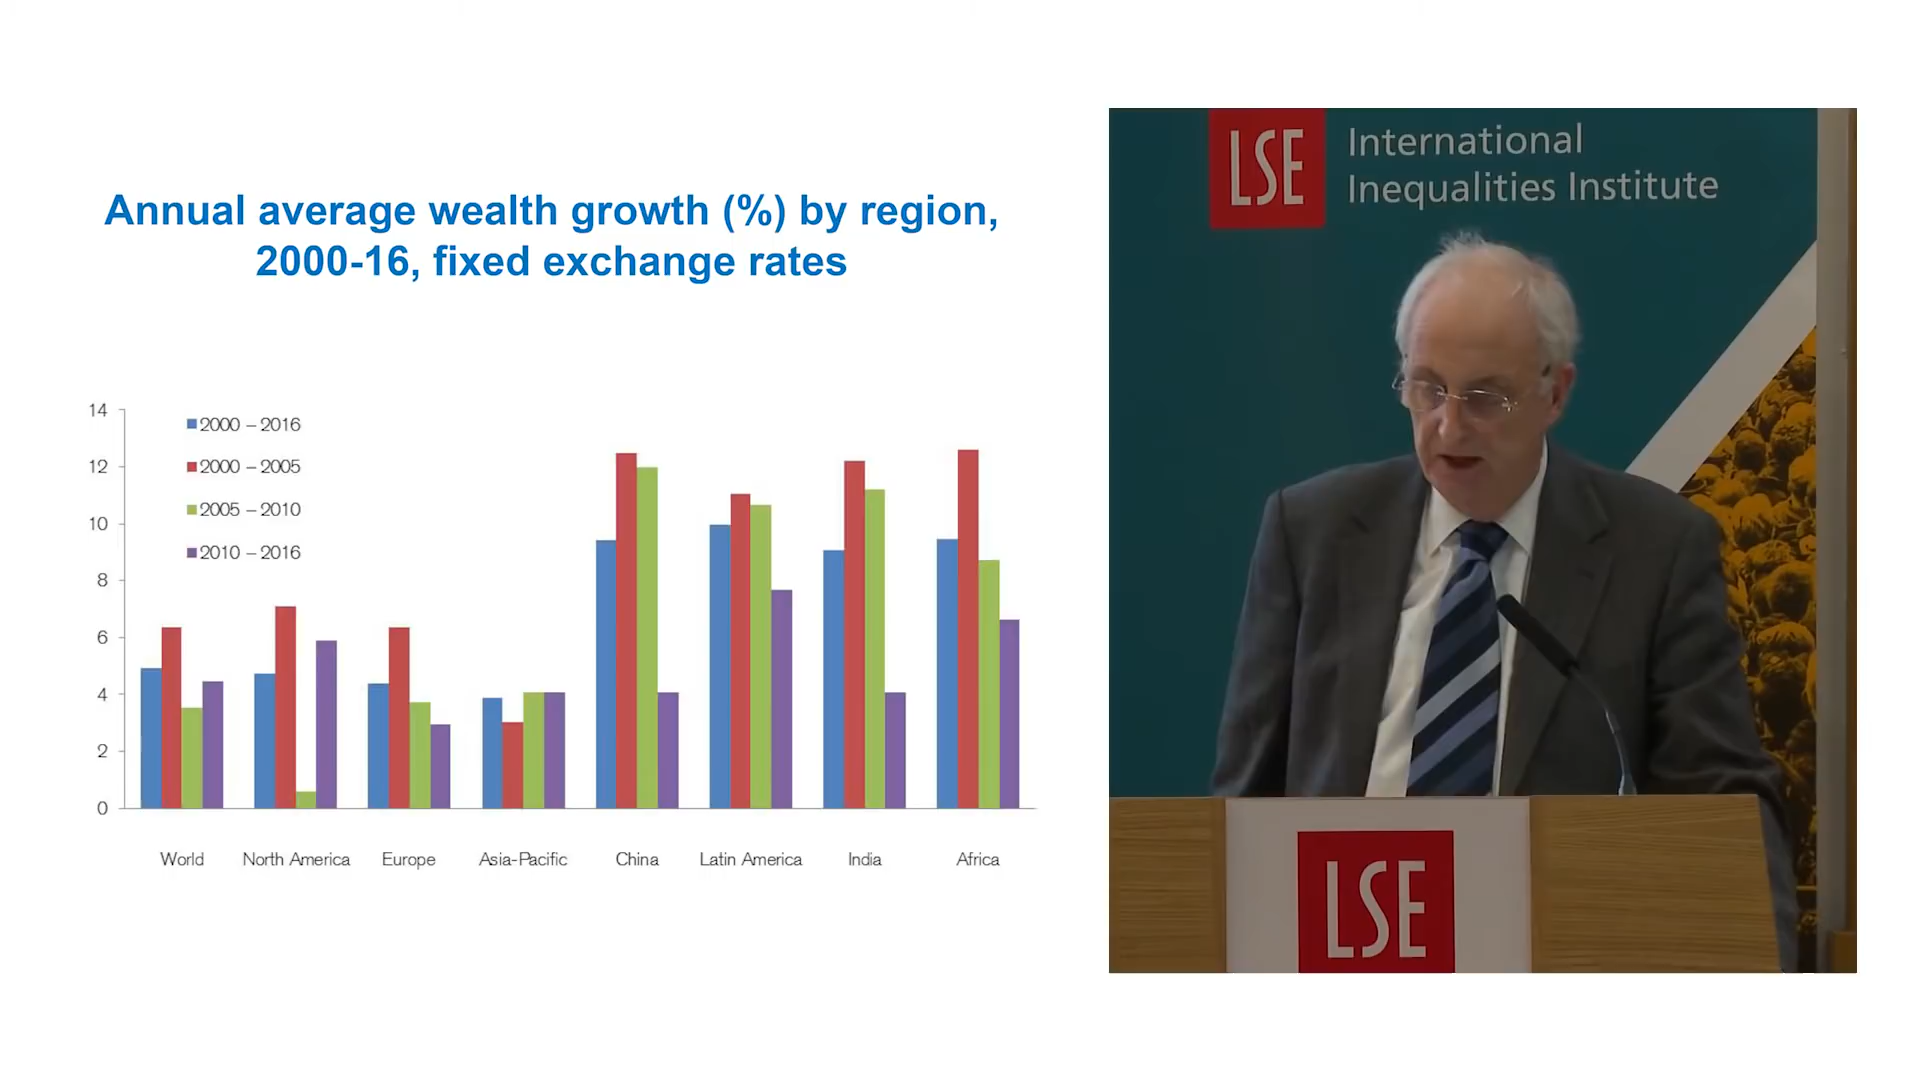 Annual average wealth growth (%) by region,
2000-16, fixed exchange rates
14
12
10
8
6
4
2
0
2000 – 2016
2000 – 2005
2005 – 2010
2010 – 2016
World
North America
Europe
Asia-Pacific
China
Latin America
India
Africa
LSE
International
Inequalities Institute
LSE